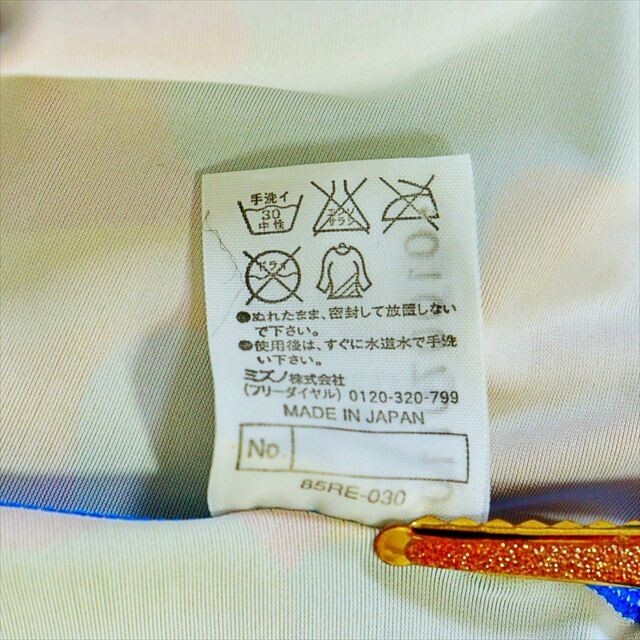 手洗イ
30
中性
エンソ
サラシ
ドライ
●ぬれたまま、密封して放置しない
で下さい。
●使用後は、すぐに水道水で手洗
い下さい。
ミズノ株式会社
(フリーダイヤル) 0120-320-799
MADE IN JAPAN
No.
85RE-030